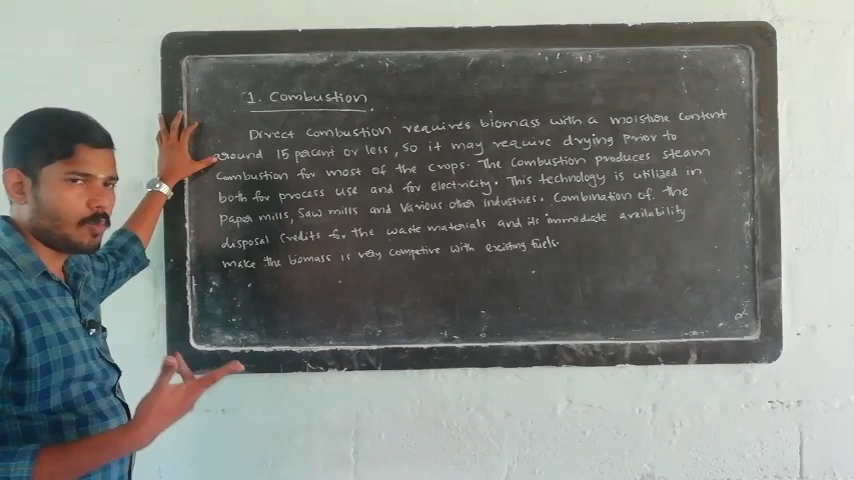 1. Combustion
Direct combustion requires biomass with a moisture content
around 15 percent or less, so it may require drying prior to
combustion for most of the crops. The combustion produces steam
both for process use and for electricity. This technology is utilized in
paper mills, Saw mills and various other industries. Combination of the
disposal credits for the waste materials and its immediate availability
make the biomass is very competive with existing fuels.